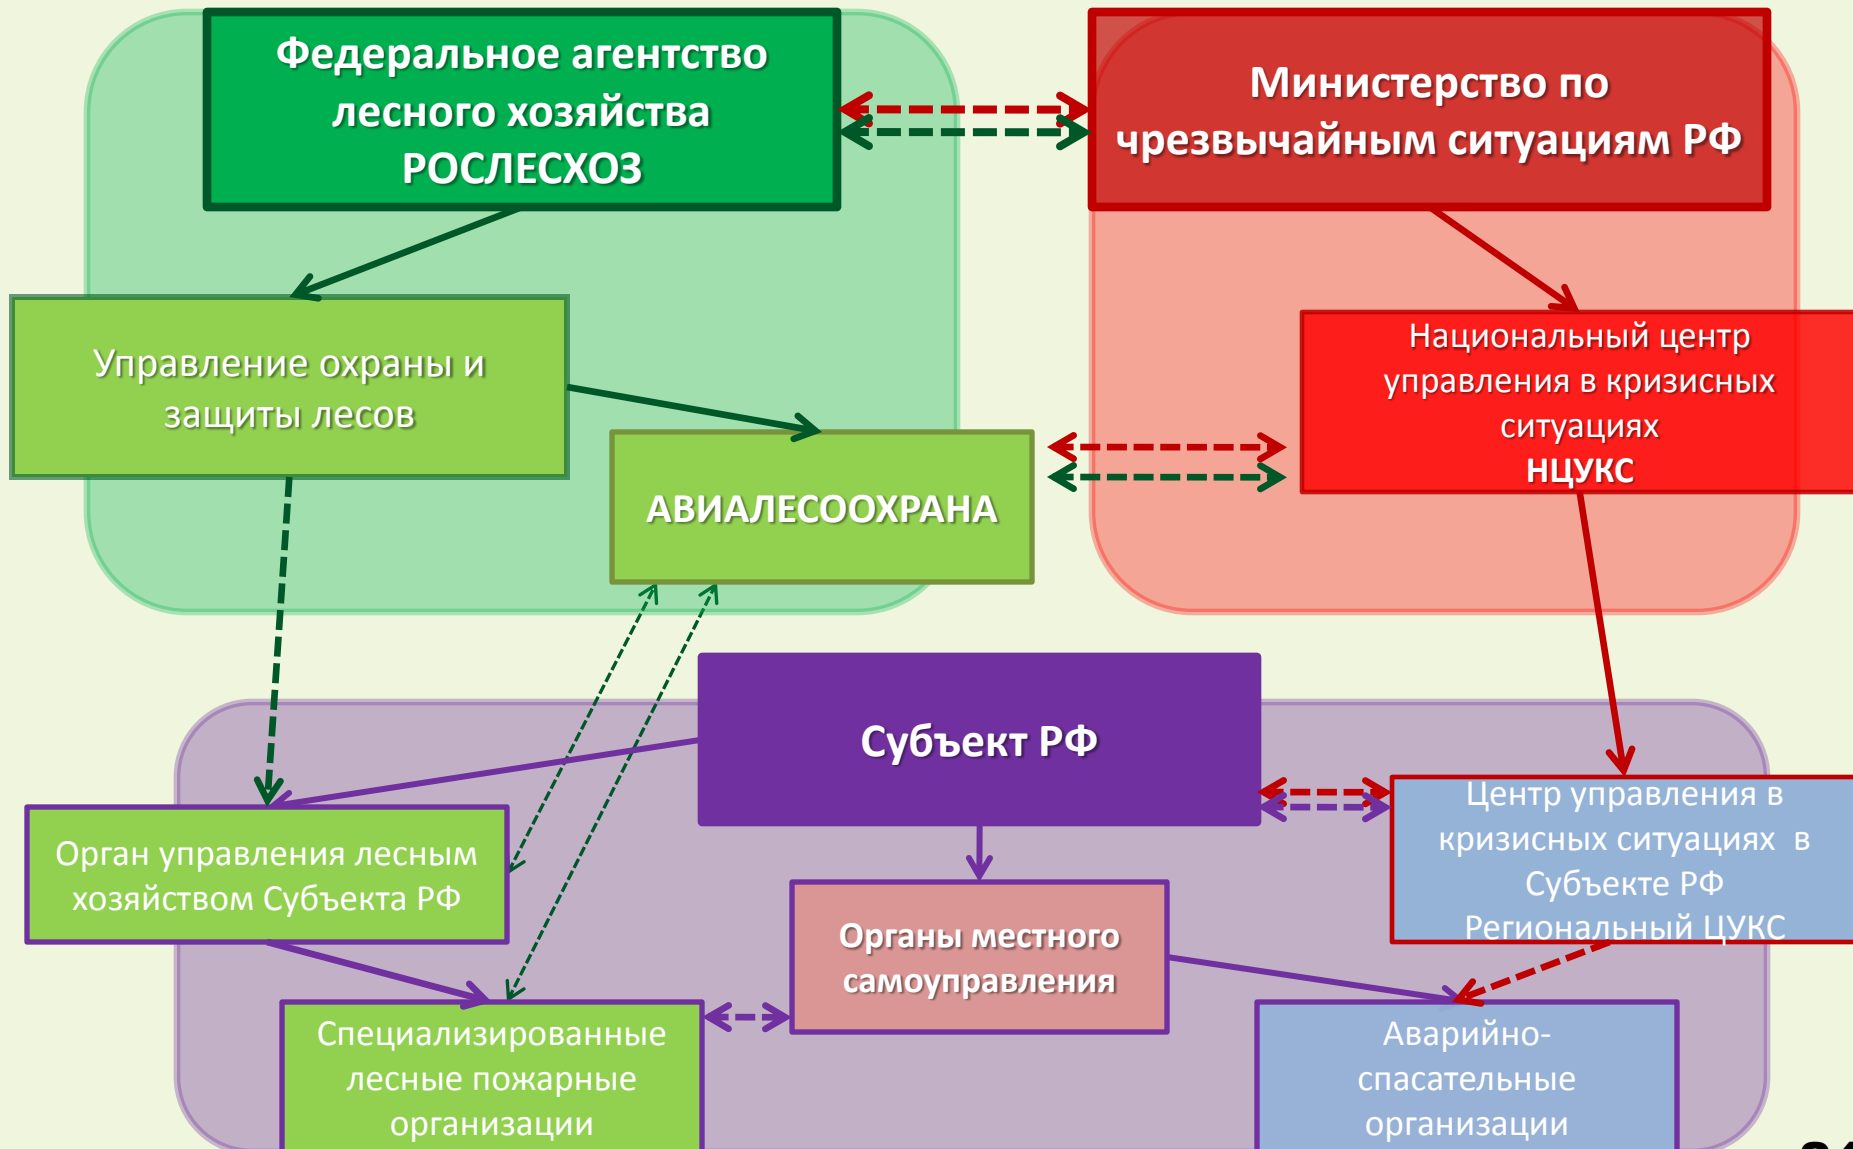 Федеральное агентство
лесного хозяйства
РОСЛЕСХОЗ
Министерство по
чрезвычайным ситуациям РФ
Управление охраны и
защиты лесов
Национальный центр
управления в кризисных
ситуациях
НЦУКС
АВИАЛЕСООХРАНА
Субъект РФ
Орган управления лесным
хозяйством Субъекта РФ
Центр управления в
кризисных ситуациях в
Субъекте РФ
Региональный ЦУКС
Органы местного
самоуправления
Специализированные
лесные пожарные
организации
Аварийно-
спасательные
организации